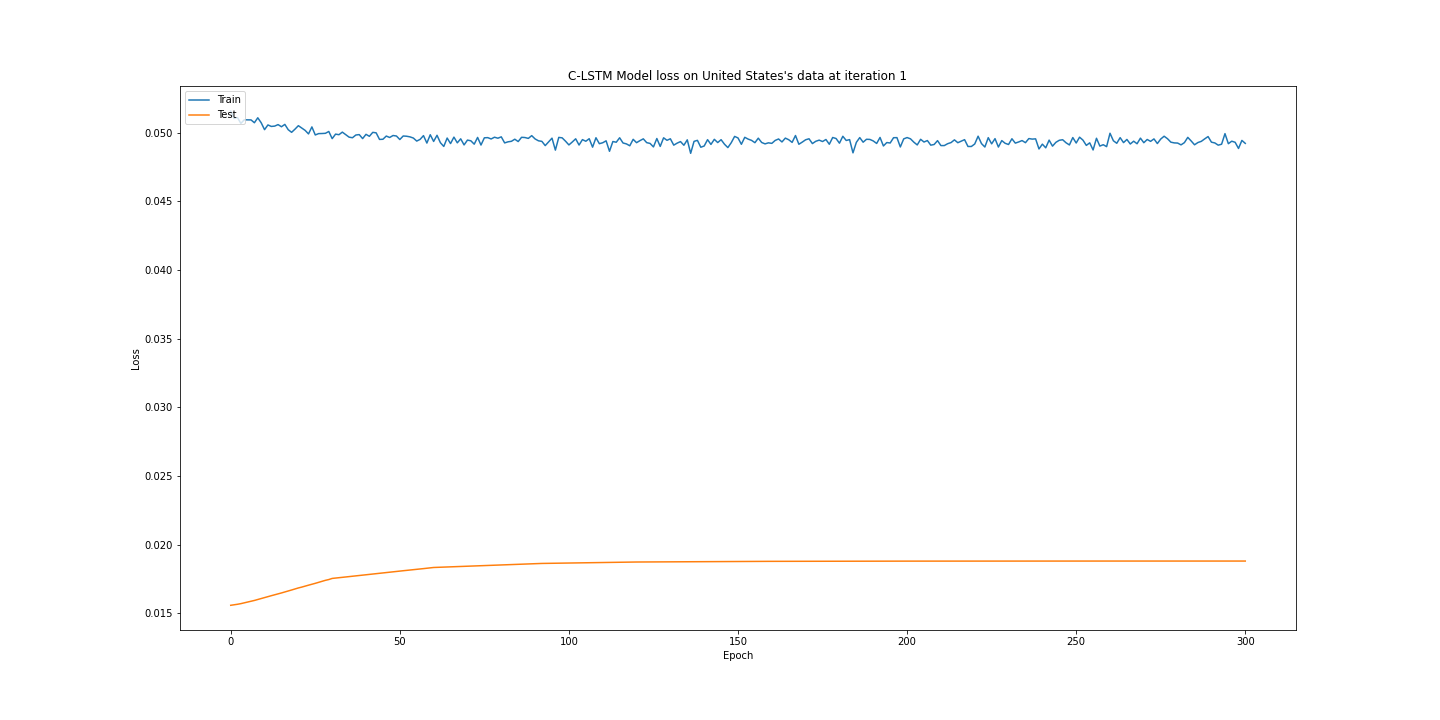 C-LSTM Model loss on United States's data at iteration 1
Train
Test
0.050
0.045
0.040
0.035
0.030
0.025
0.020
0.015
Loss
0 50 100 150 200 250 300
Epoch